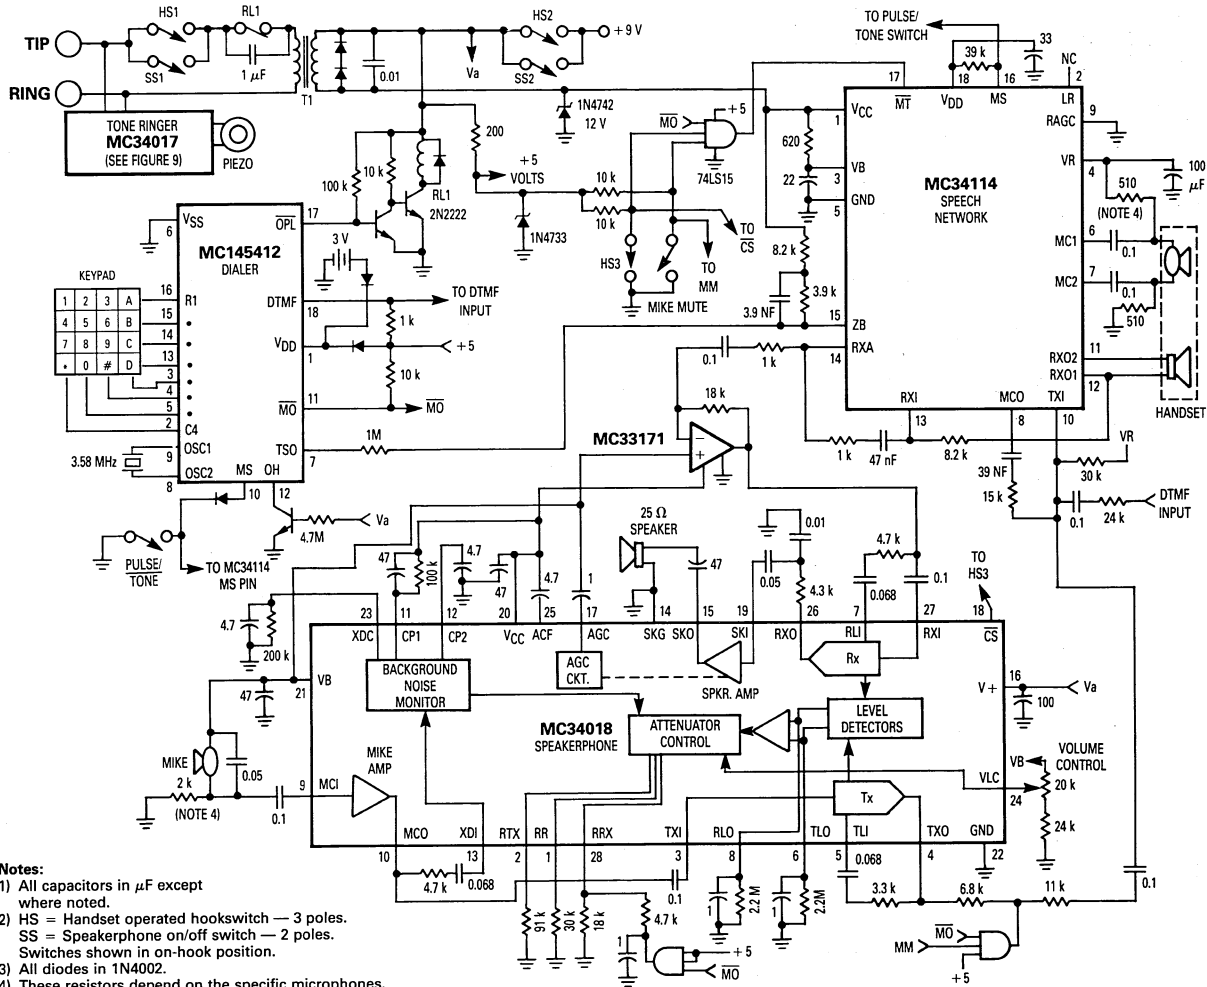 HS1
RL1
HS2
+9 V
TIP
SS1
1 μF
T1
0.01
Va
SS2
RING
TONE RINGER
MC34017
(SEE FIGURE 9)
PIEZO
1N4742
12 V
200
+5
VOLTS
10 k
100 k
RL1
2N2222
1N4733
10 k
10 k
TO
CS
HS3
TO
MM
MIKE MUTE
MO
+5
74LS15
TO PULSE/
TONE SWITCH
39 k
33
NC
17
18
16
2
MT
VDD
MS
LR
VCC
1
620
VB
3
22
GND
5
9
RAGC
VR
4
100
μF
510
(NOTE 4)
MC34114
SPEECH
NETWORK
MC1
6
0.1
MC2
7
0.1
510
8.2 k
3.9 k
3.9 NF
15
ZB
RXA
14
RXO2
11
RXO1
12
HANDSET
RXI
13
MCO
8
TXI
10
0.1
1 k
18 k
MC33171
−
+
1 k
47 nF
8.2 k
39 NF
15 k
VR
30 k
0.1
24 k
DTMF
INPUT
VSS
6
OPL
17
3 V
MC145412
DIALER
KEYPAD
1 2 3 A
4 5 6 B
7 8 9 C
* 0 # D
16
R1
15
14
13
3
4
5
2
C4
DTMF
18
TO DTMF
INPUT
1 k
VDD
1
+5
10 k
MO
11
MO
TSO
7
1M
OSC1
9
3.58 MHz
OSC2
8
MS
10
OH
12
4.7M
Va
PULSE/
TONE
TO MC34114
MS PIN
47
100 k
4.7
47
4.7
1
25 Ω
SPEAKER
47
0.01
0.05
4.3 k
4.7 k
0.068
0.1
TO
HS3
4.7
200 k
23
XDC
11
CP1
12
CP2
20
VCC
25
ACF
17
AGC
14
SKG
15
SKO
19
SKI
26
RXO
7
RLI
27
RXI
18
CS
VB
21
47
BACKGROUND
NOISE
MONITOR
AGC
CKT.
SPKR. AMP
Rx
V+
16
Va
100
MC34018
SPEAKERPHONE
ATTENUATOR
CONTROL
LEVEL
DETECTORS
MIKE
0.05
2 k
(NOTE 4)
0.1
9
MCI
MIKE
AMP
Tx
VLC
24
VB
VOLUME
CONTROL
20 k
24 k
MCO
10
XDI
13
RTX
2
RR
1
RRX
28
TXI
3
RLO
8
TLO
6
TLI
5
TXO
4
GND
22
4.7 k
0.068
91 k
30 k
18 k
4.7 k
0.1
1
+5
MO
1
2.2 M
1
2.2M
0.068
3.3 k
6.8 k
11 k
0.1
MO
MM
+5
Notes:
1) All capacitors in μF except
where noted.
2) HS = Handset operated hookswitch — 3 poles.
SS = Speakerphone on/off switch — 2 poles.
Switches shown in on-hook position.
3) All diodes in 1N4002.
4) These resistors depend on the specific microphones.